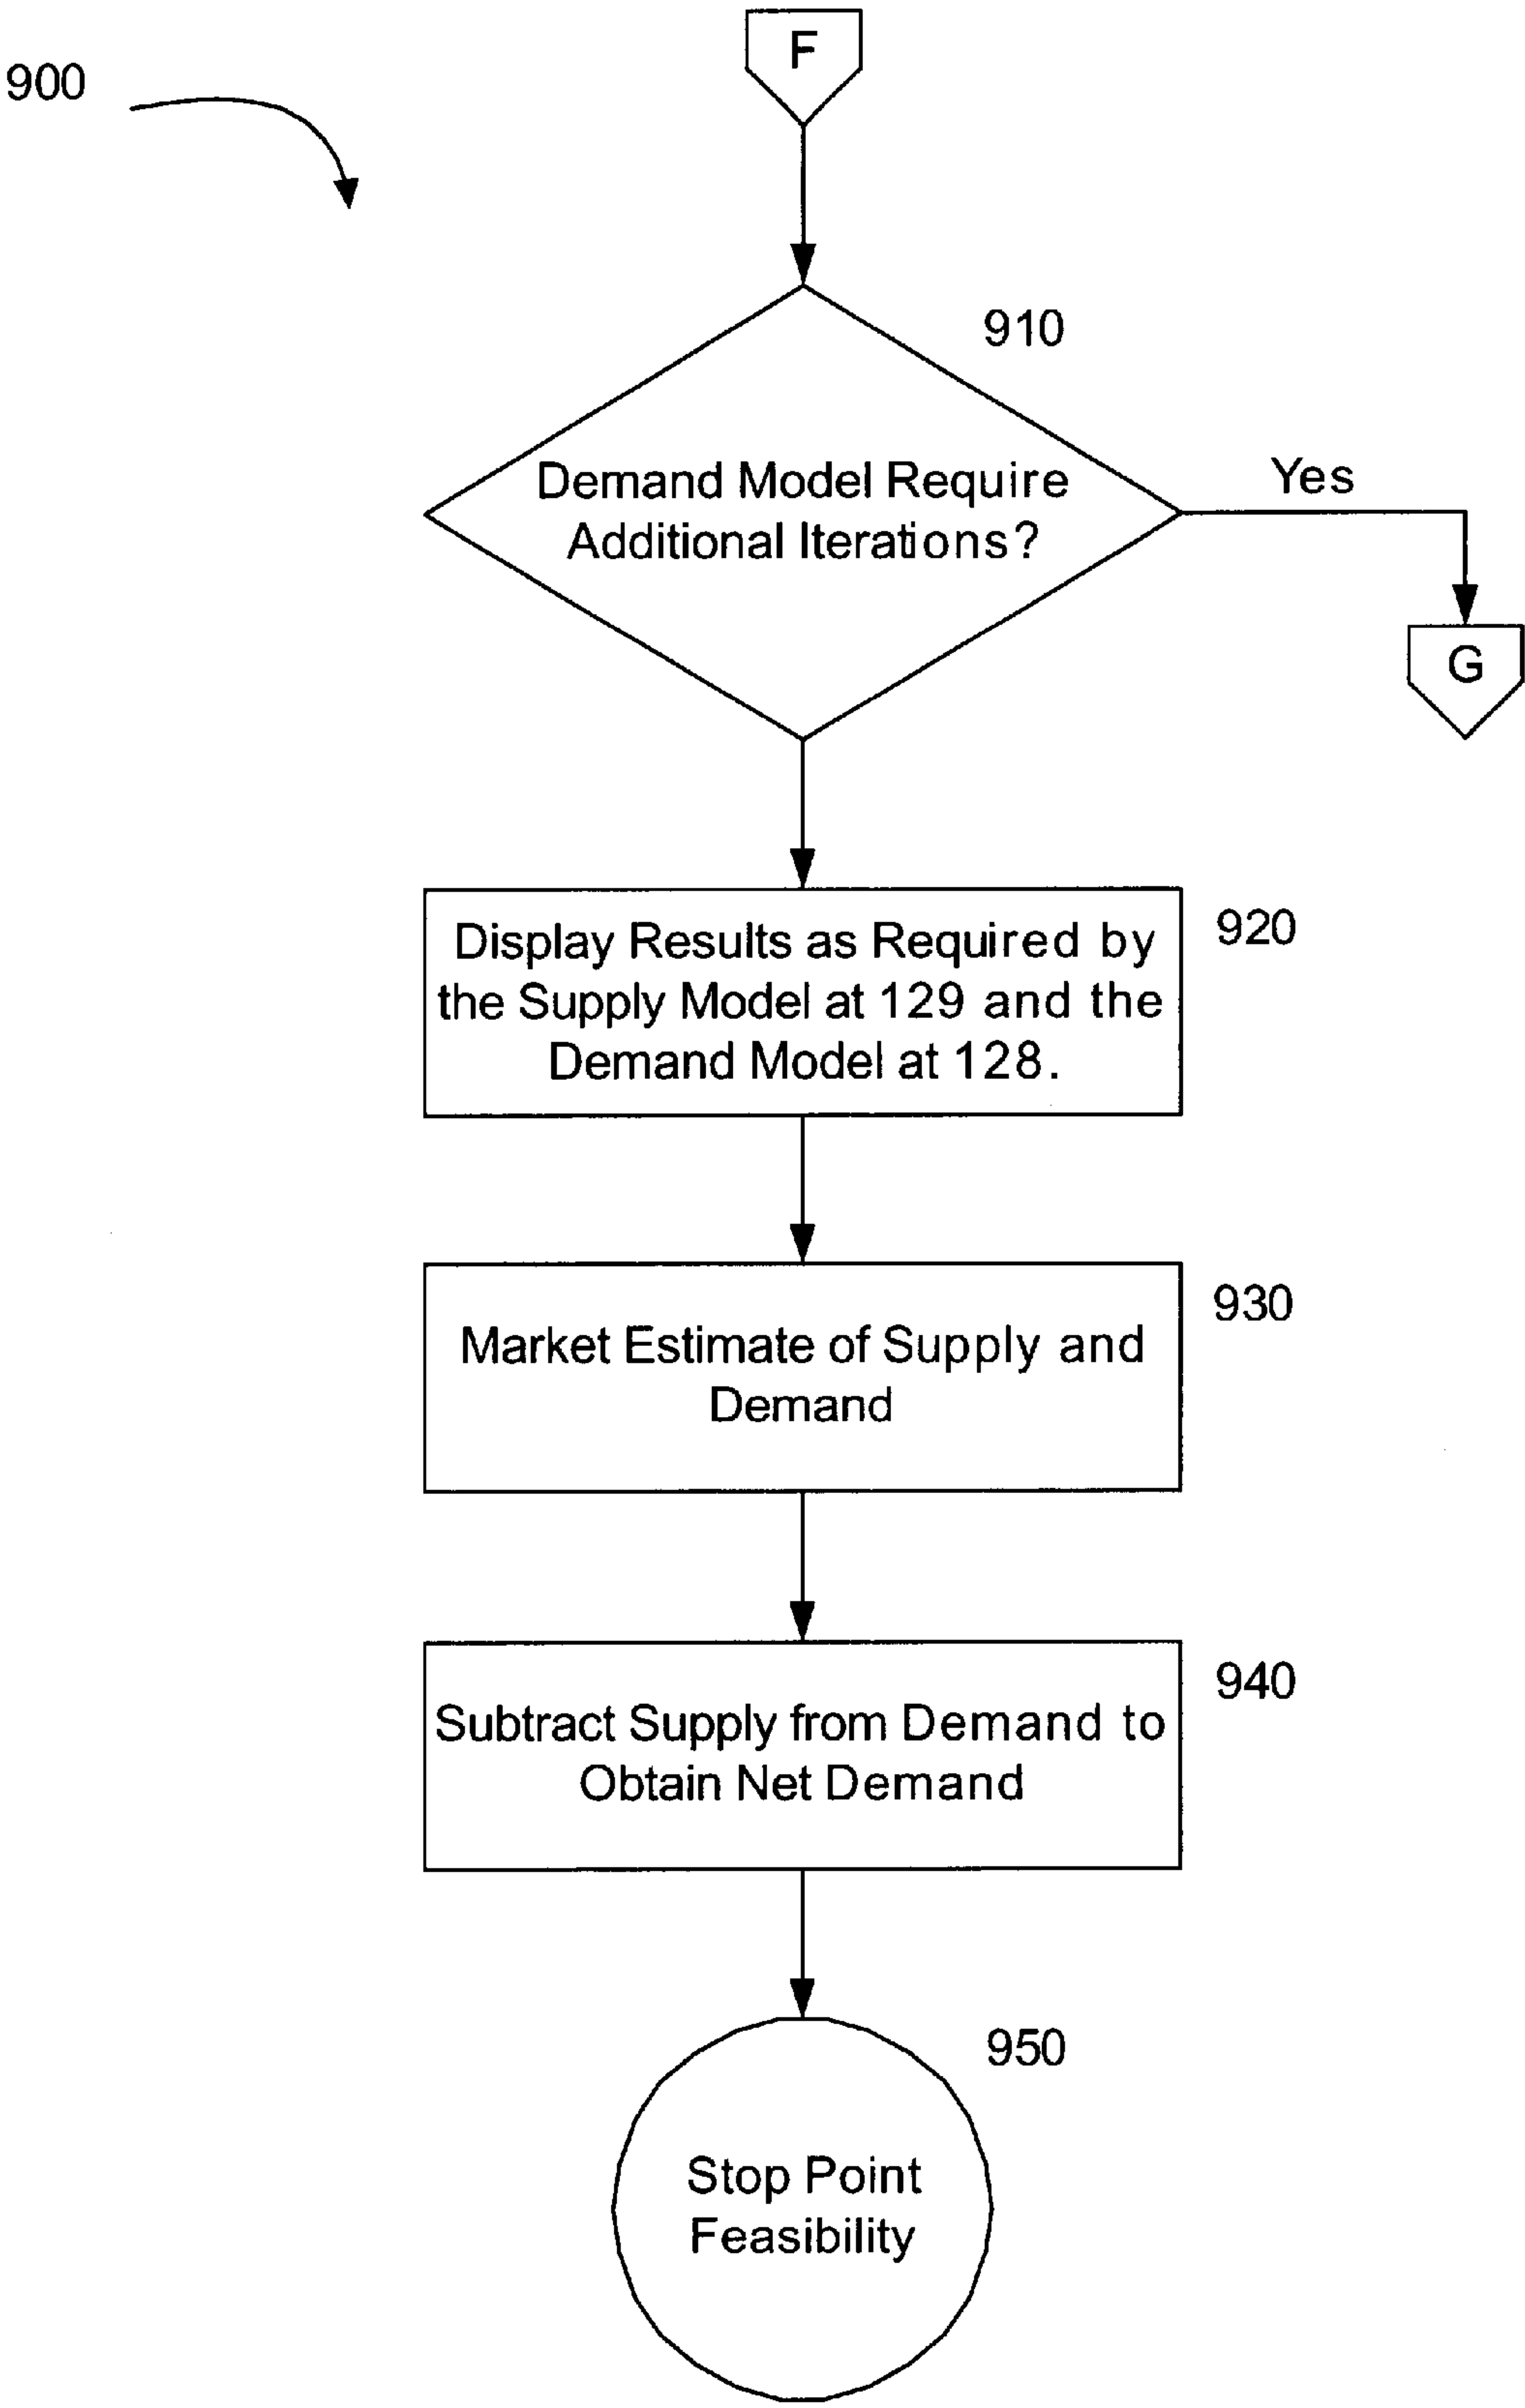 F
900
910
Demand Model Require
Additional Iterations?
Yes
G
920
Display Results as Required by
the Supply Model at 129 and the
Demand Model at 128.
930
Market Estimate of Supply and
Demand
940
Subtract Supply from Demand to
Obtain Net Demand
950
Stop Point
Feasibility